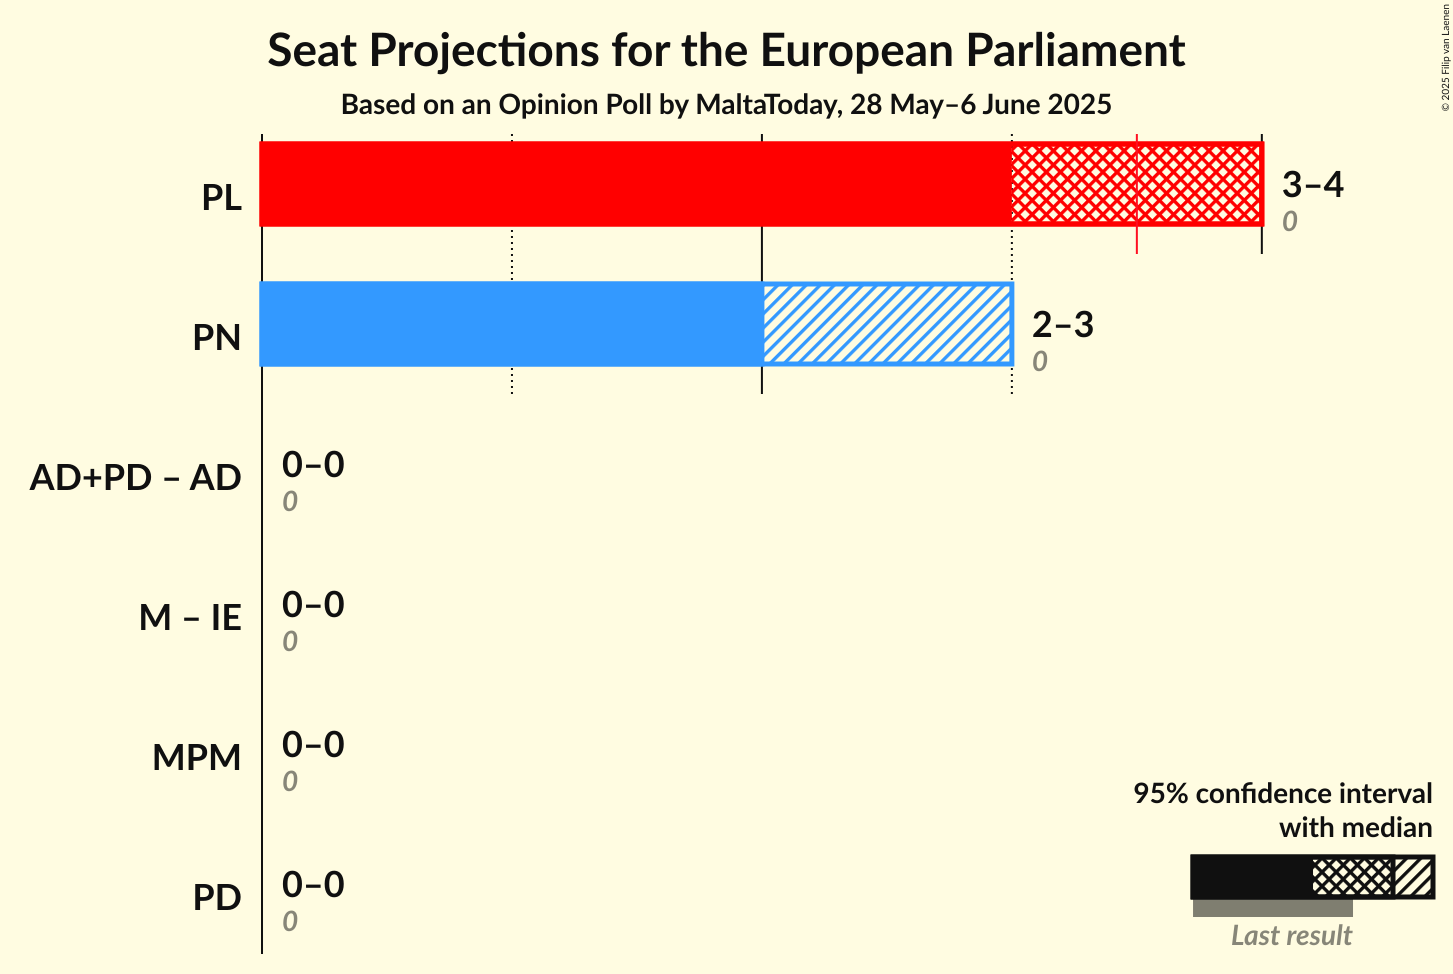 Seat Projections for the European Parliament
Based on an Opinion Poll by MaltaToday, 28 May–6 June 2025
© 2025 Filip van Laenen
PL
3–4
0
PN
2–3
0
AD+PD – AD
0–0
0
M – IE
0–0
0
MPM
0–0
0
PD
0–0
0
95% confidence interval
with median
Last result